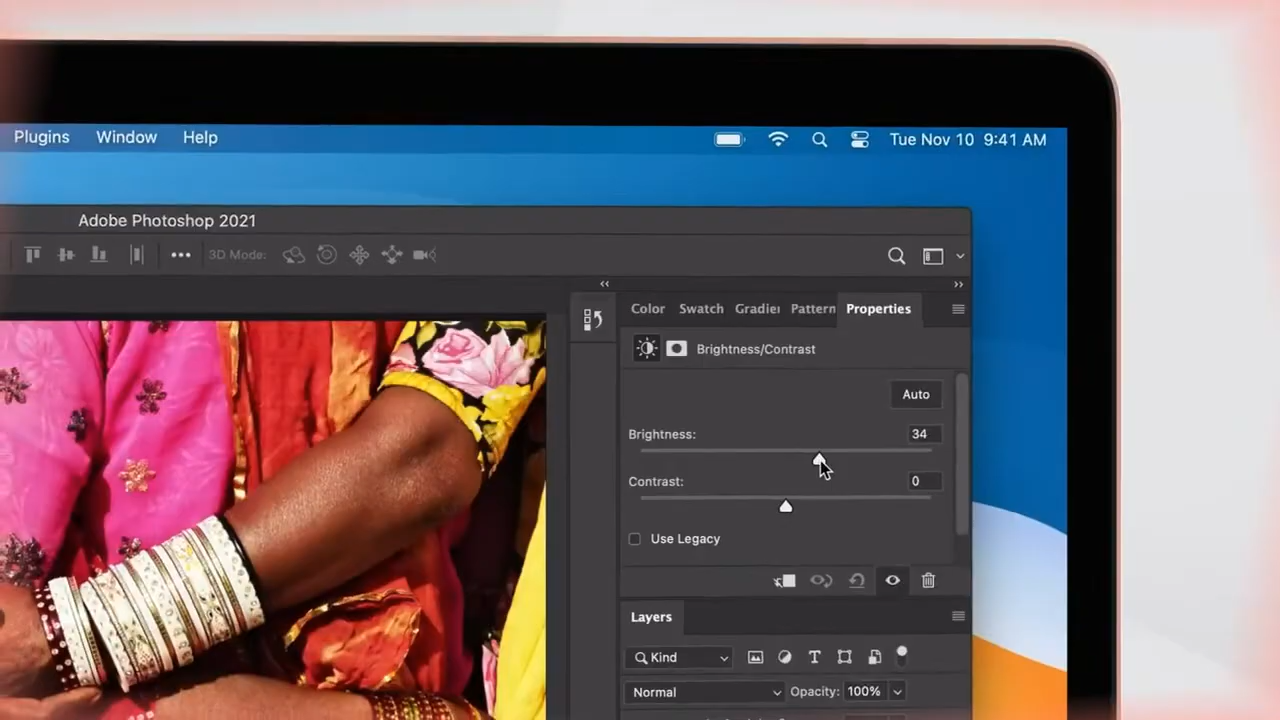 Plugins Window Help Tue Nov 10 9:41 AM
Adobe Photoshop 2021
3D Mode:
Color Swatch Gradie Pattern Properties
Brightness/Contrast
Auto
Brightness: 34
Contrast: 0
Use Legacy
Layers
Kind
Normal Opacity: 100%